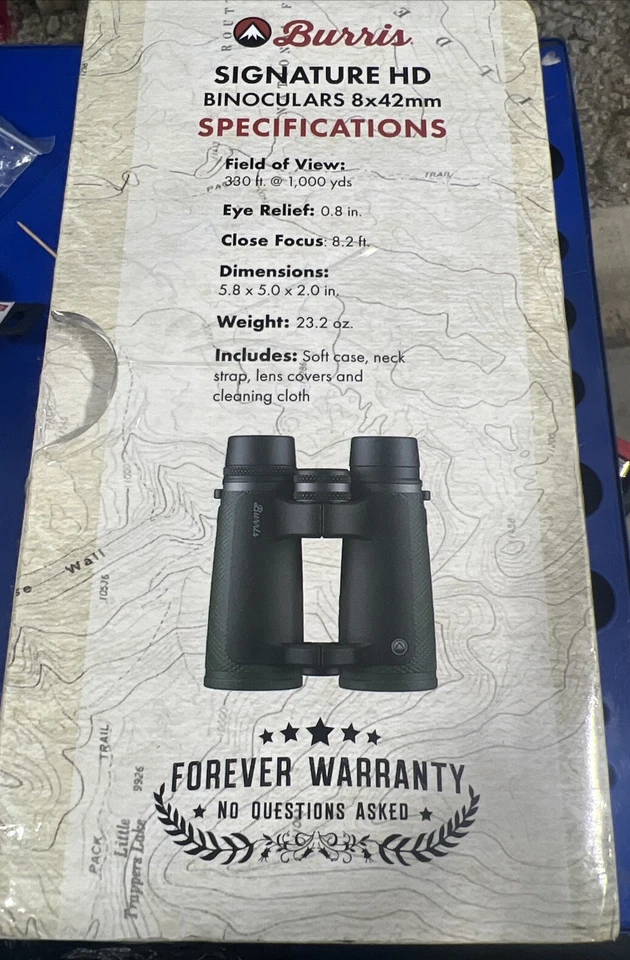 Burris
SIGNATURE HD
BINOCULARS 8x42mm
SPECIFICATIONS
Field of View:
330 ft. @ 1,000 yds
TRAIL
Eye Relief: 0.8 in.
Close Focus: 8.2 ft.
Dimensions:
5.8 x 5.0 x 2.0 in.
Weight: 23.2 oz.
Includes: Soft case, neck
strap, lens covers and
cleaning cloth
Burris
Wall
10516
TRAIL
PACK
9926
Little
Trappers Lake
FOREVER WARRANTY
NO QUESTIONS ASKED